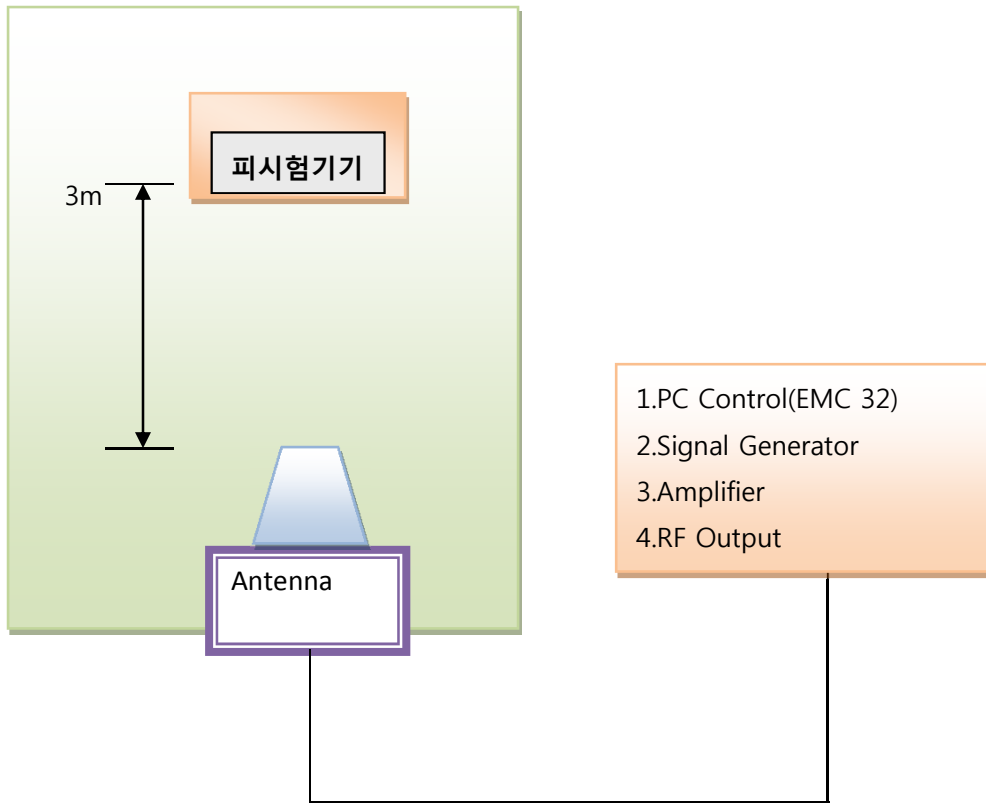 피시험기기
3m
1.PC Control(EMC 32)
2.Signal Generator
3.Amplifier
4.RF Output
Antenna